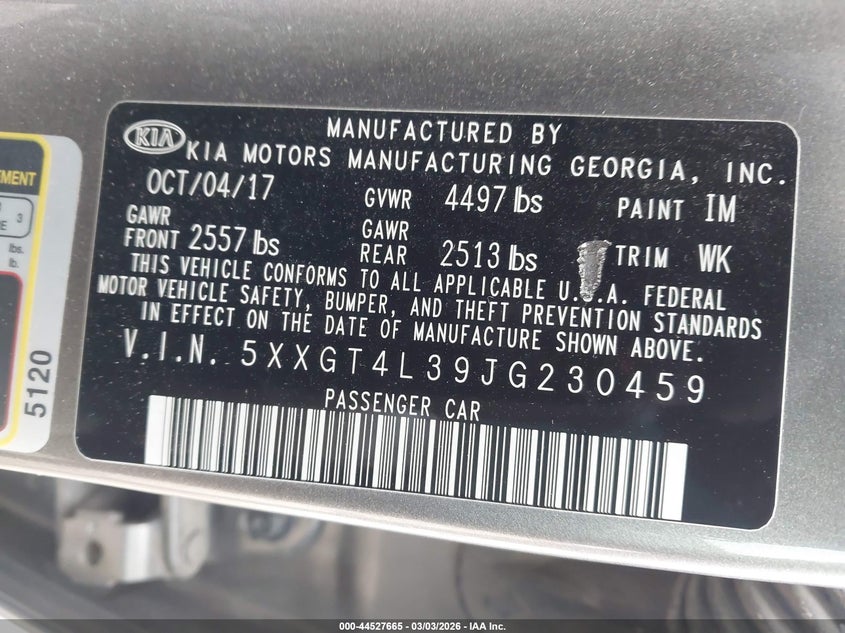 KIA
MANUFACTURED BY
KIA MOTORS MANUFACTURING GEORGIA, INC.
OCT/04/17 GVWR 4497 lbs PAINT IM
GAWR FRONT 2557 lbs GAWR REAR 2513 lbs TRIM WK
THIS VEHICLE CONFORMS TO ALL APPLICABLE U.S.A. FEDERAL
MOTOR VEHICLE SAFETY, BUMPER, AND THEFT PREVENTION STANDARDS
IN EFFECT ON THE DATE OF MANUFACTURE SHOWN ABOVE.
V.I.N. 5XXGT4L39JG230459
PASSENGER CAR
3
lbs.
lb.
5120
000-44527665 - 03/03/2026 - IAA Inc.